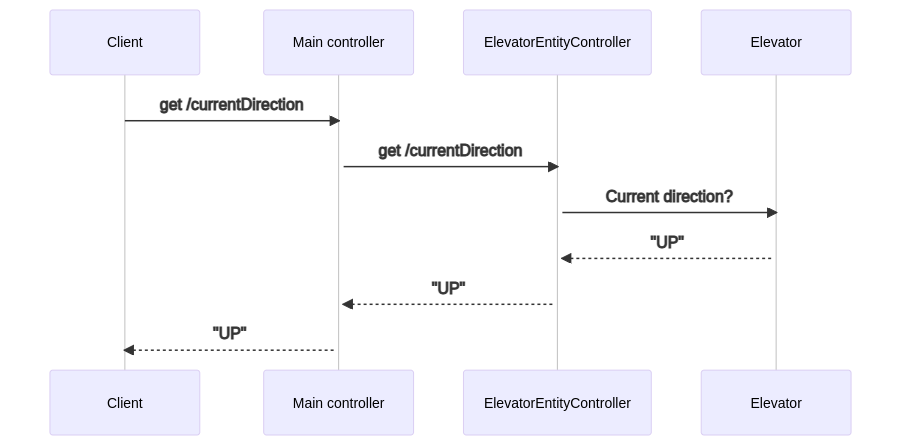 Client
Main controller
ElevatorEntityController
Elevator
get /currentDirection
get /currentDirection
Current direction?
"UP"
"UP"
"UP"
Client
Main controller
ElevatorEntityController
Elevator